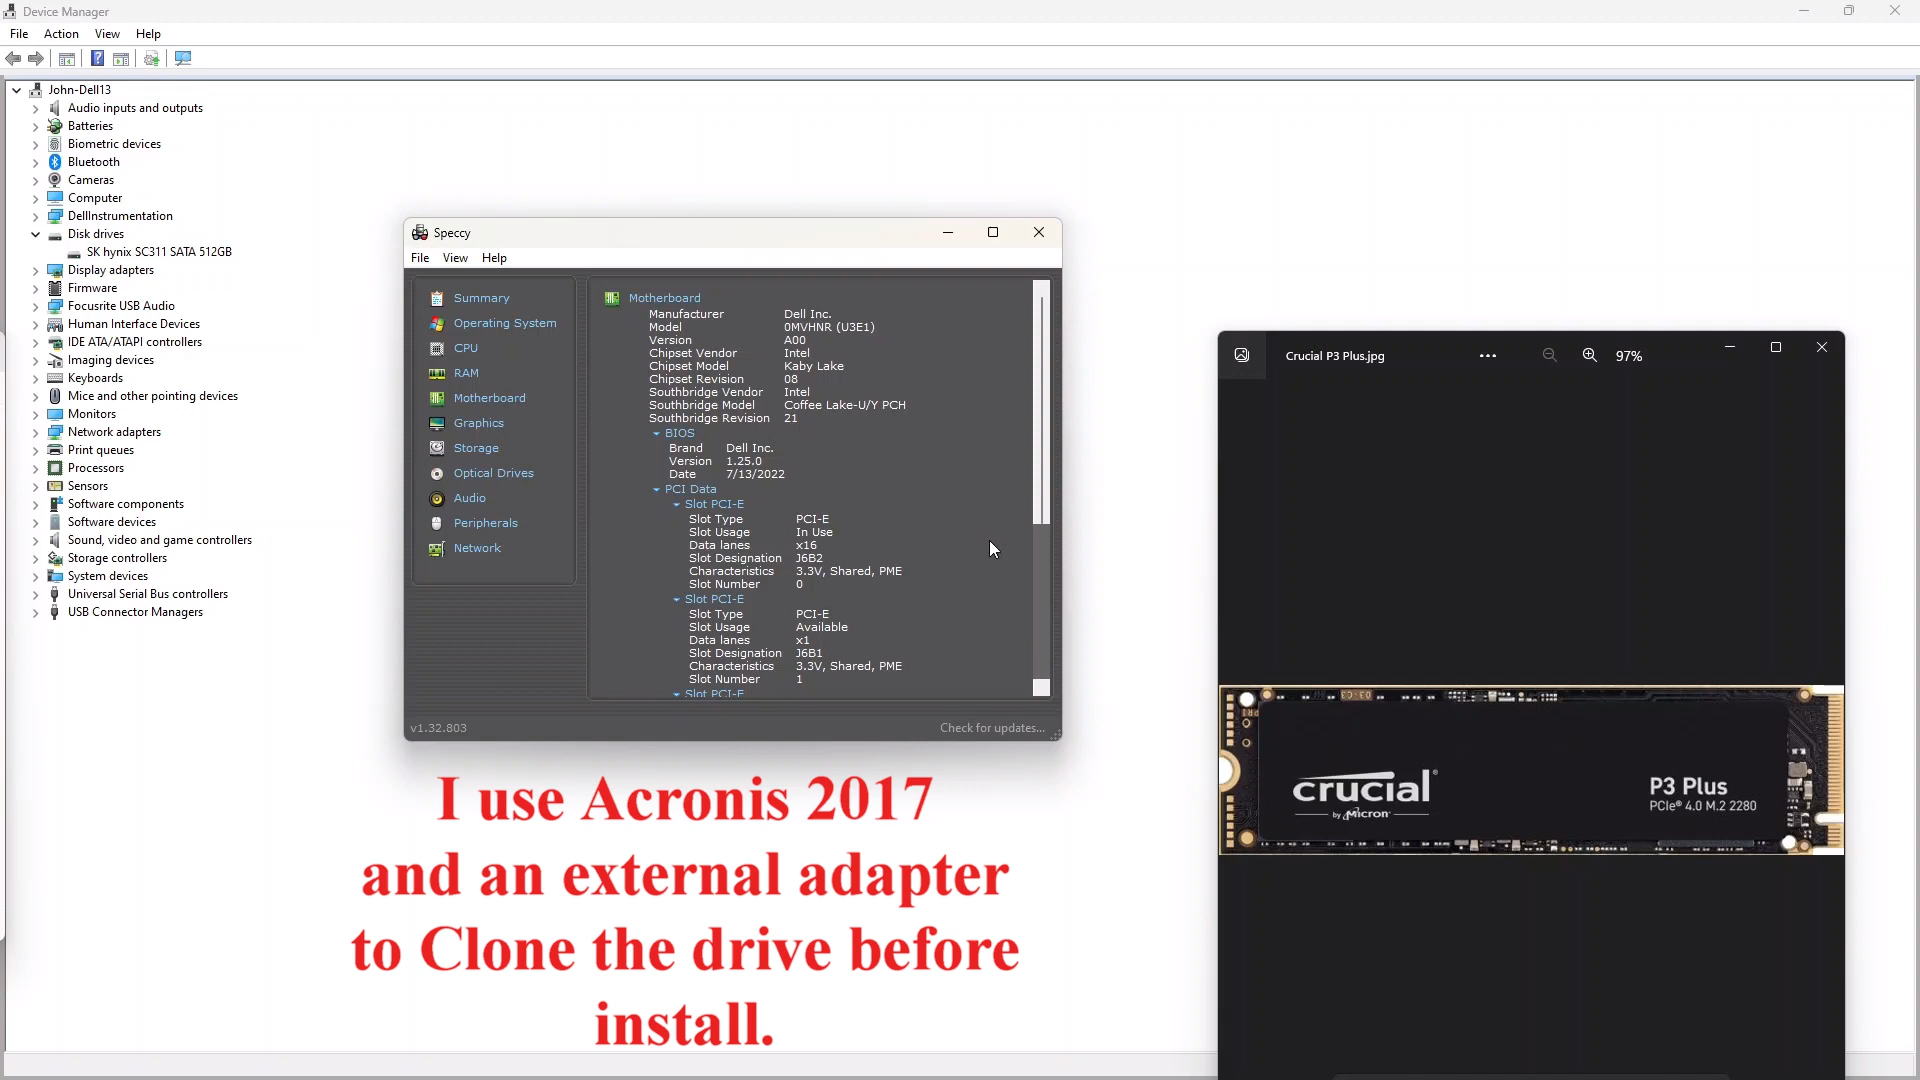 Device Manager
File Action View Help
John-Dell13
Audio inputs and outputs
Batteries
Biometric devices
Bluetooth
Cameras
Computer
DellInstrumentation
Disk drives
SK hynix SC311 SATA 512GB
Display adapters
Firmware
Focusrite USB Audio
Human Interface Devices
IDE ATA/ATAPI controllers
Imaging devices
Keyboards
Mice and other pointing devices
Monitors
Network adapters
Print queues
Processors
Sensors
Software components
Software devices
Sound, video and game controllers
Storage controllers
System devices
Universal Serial Bus controllers
USB Connector Managers
Speccy
File View Help
Summary
Operating System
CPU
RAM
Motherboard
Graphics
Storage
Optical Drives
Audio
Peripherals
Network
Motherboard
Manufacturer Dell Inc.
Model 0MVHNR (U3E1)
Version A00
Chipset Vendor Intel
Chipset Model Kaby Lake
Chipset Revision 08
Southbridge Vendor Intel
Southbridge Model Coffee Lake-U/Y PCH
Southbridge Revision 21
BIOS
Brand Dell Inc.
Version 1.25.0
Date 7/13/2022
PCI Data
Slot PCI-E
Slot Type PCI-E
Slot Usage In Use
Data lanes x16
Slot Designation J6B2
Characteristics 3.3V, Shared, PME
Slot Number 0
Slot PCI-E
Slot Type PCI-E
Slot Usage Available
Data lanes x1
Slot Designation J6B1
Characteristics 3.3V, Shared, PME
Slot Number 1
Slot PCI-E
v1.32.803 Check for updates...
Crucial P3 Plus.jpg 97%
crucial
by Micron
P3 Plus
PCIe® 4.0 M.2 2280
I use Acronis 2017
and an external adapter
to Clone the drive before
install.